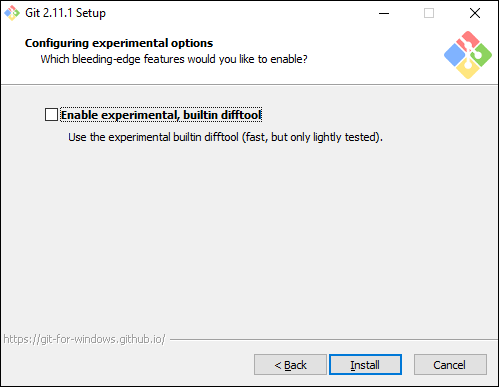 Git 2.11.1 Setup
Configuring experimental options
Which bleeding-edge features would you like to enable?
Enable experimental, builtin difftool
Use the experimental builtin difftool (fast, but only lightly tested).
https://git-for-windows.github.io/
< Back
Install
Cancel